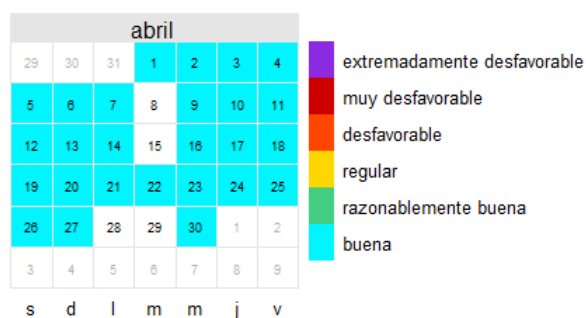 abril
29 30 31 1 2 3 4
5 6 7 8 9 10 11
12 13 14 15 16 17 18
19 20 21 22 23 24 25
26 27 28 29 30 1 2
3 4 5 6 7 8 9
s d l m m j v
extremadamente desfavorable
muy desfavorable
desfavorable
regular
razonablemente buena
buena